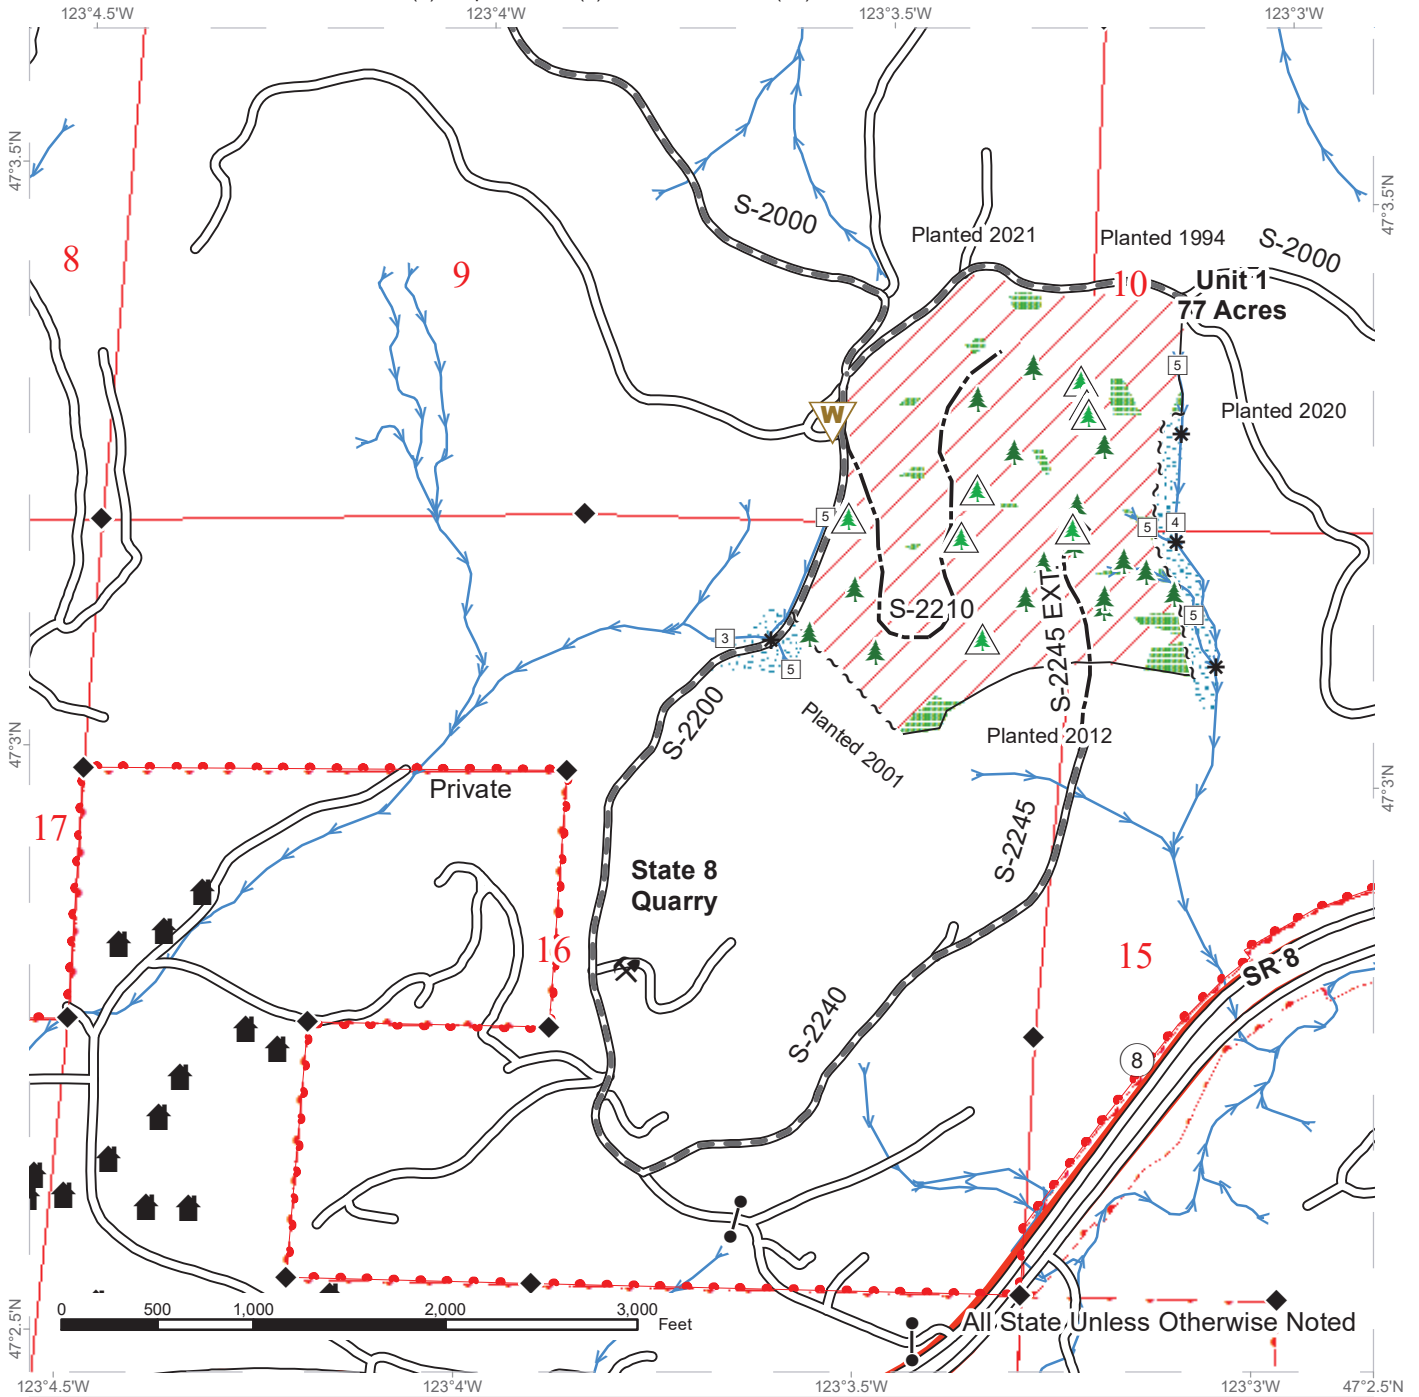 123°4.5'W
123°4'W
123°3.5'W
123°3'W
47°3.5'N
47°3.5'N
S-2000
Planted 2021
Planted 1994
S-2000
8
9
10
Unit 1
77 Acres
5
W
Planted 2020
5
5
4
S-2210
S-2245 EXT.
5
3
5
S-2200
Planted 2001
Planted 2012
47°3'N
47°3'N
Private
17
S-2245
State 8
Quarry
16
15
SR 8
S-2240
8
0
500
1,000
2,000
3,000
Feet
All State Unless Otherwise Noted
47°2.5'N
123°4.5'W
123°4'W
123°3.5'W
123°3'W
47°2.5'N